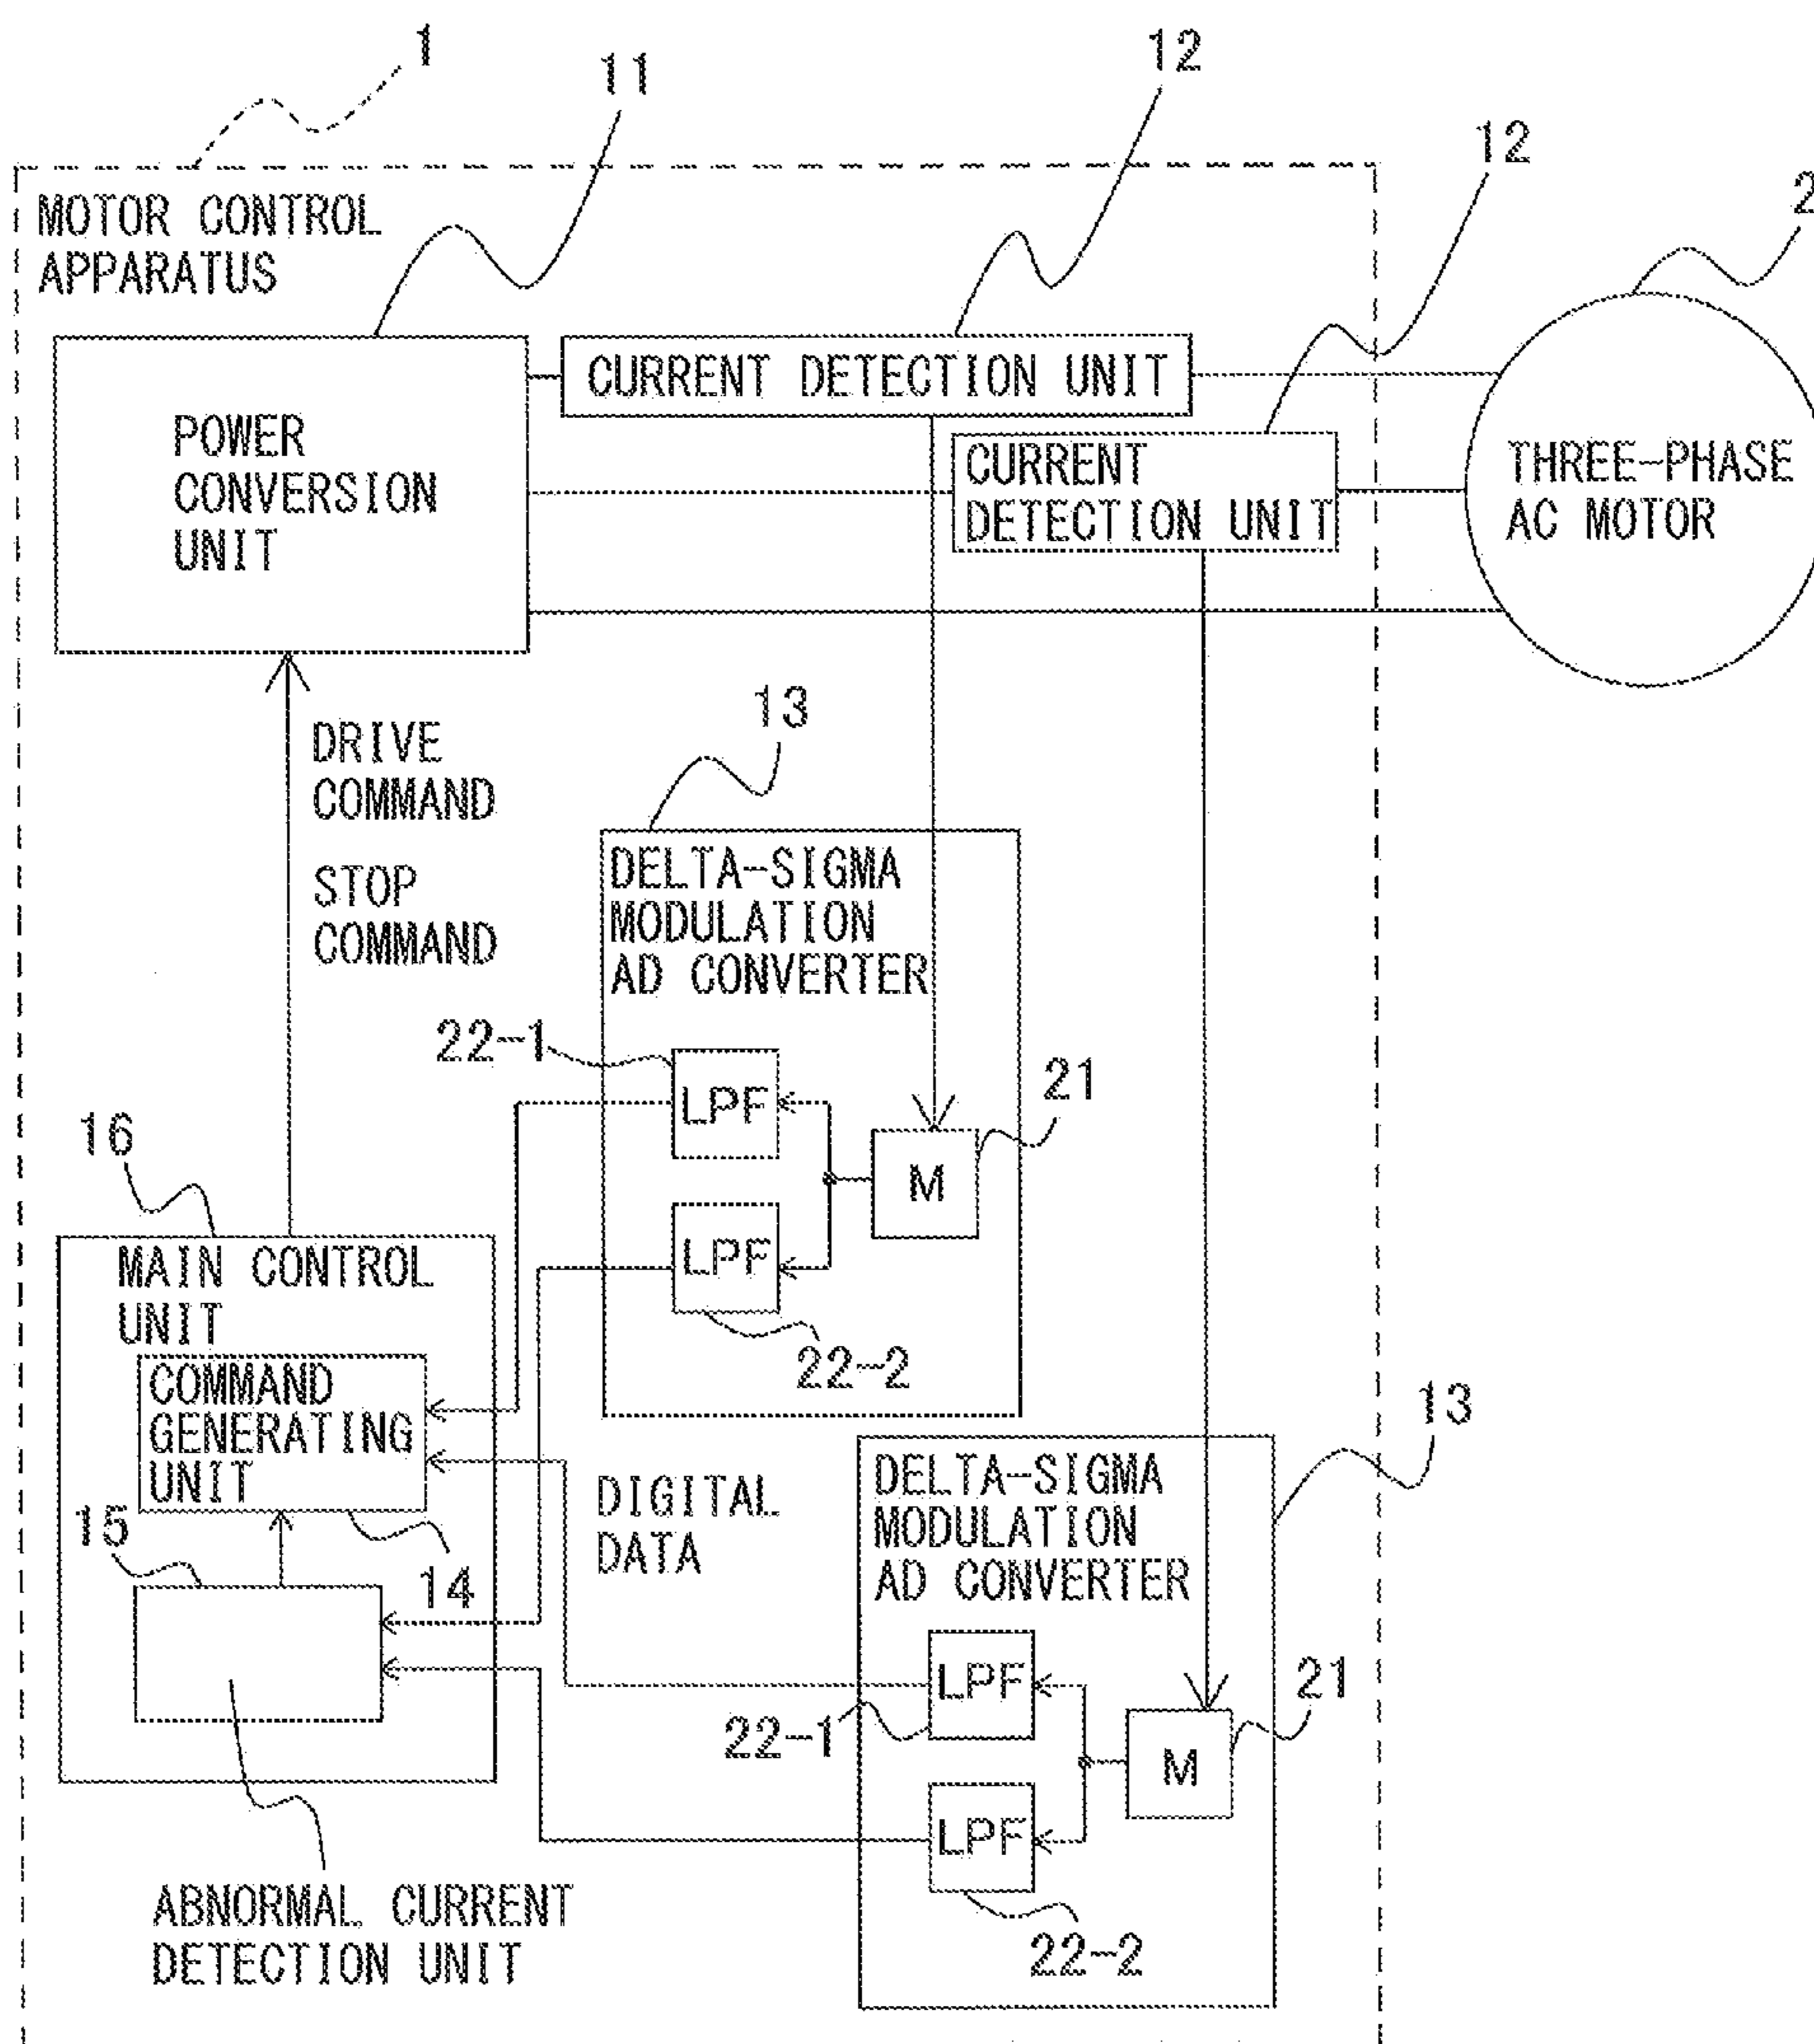 1
11
12
12
2
MOTOR CONTROL
APPARATUS
POWER
CONVERSION
UNIT
CURRENT DETECTION UNIT
CURRENT
DETECTION UNIT
THREE-PHASE
AC MOTOR
DRIVE
COMMAND
STOP
COMMAND
13
DELTA-SIGMA
MODULATION
AD CONVERTER
22-1
LPF
21
M
LPF
22-2
16
MAIN CONTROL
UNIT
COMMAND
GENERATING
UNIT
15
14
DIGITAL
DATA
13
DELTA-SIGMA
MODULATION
AD CONVERTER
LPF
22-1
21
M
LPF
22-2
ABNORMAL CURRENT
DETECTION UNIT